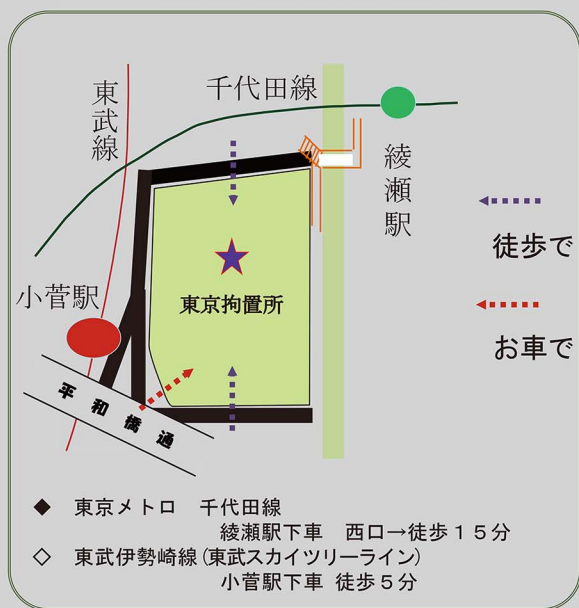 千代田線
東武線
綾瀬駅
徒歩で
小菅駅
東京拘置所
お車で
平和橋通
◆ 東京メトロ 千代田線
綾瀬駅下車 西口→徒歩１５分
◇ 東武伊勢崎線(東武スカイツリーライン)
小菅駅下車 徒歩５分